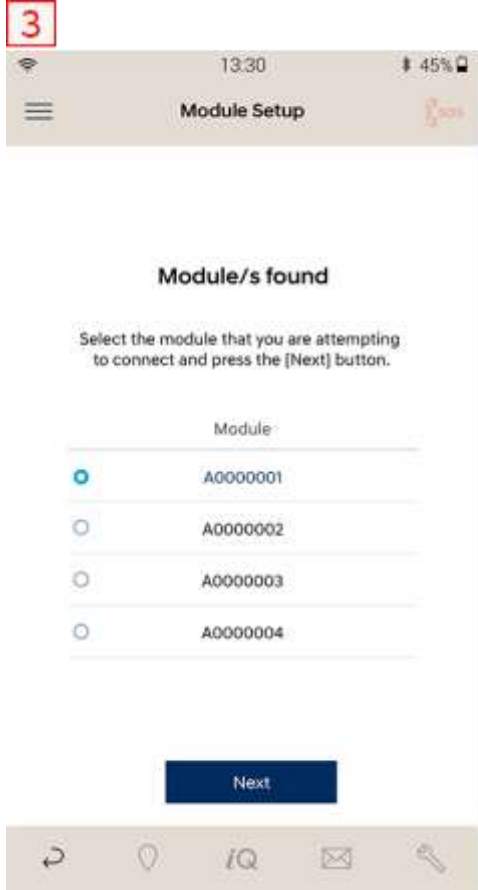 3
13:30
45%
Module Setup
SOS
Module/s found
Select the module that you are attempting
to connect and press the [Next] button.
Module
A0000001
A0000002
A0000003
A0000004
Next
iQ